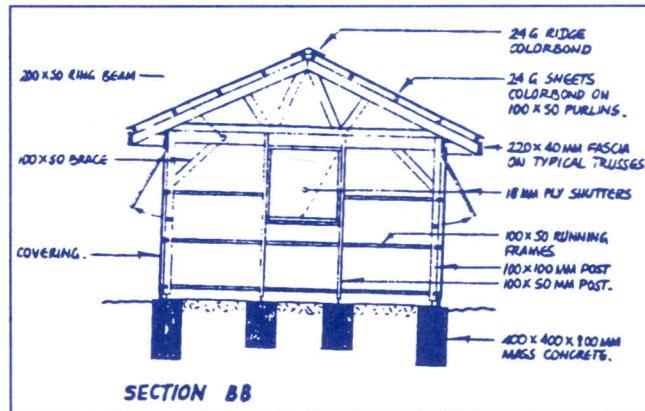 24 G RIDGE
COLORBOND
200 X 50 RING BEAM
24 G SHEETS
COLORBOND ON
100 X 50 PURLINS.
220 X 40 MM FASCIA
ON TYPICAL TRUSSES
100 X 50 BRACE
18 MM PLY SHUTTERS
100 X 50 RUNNING
FRAMES
COVERING.
100 X 100 MM POST
100 X 50 MM POST.
400 X 400 X 800 MM
MASS CONCRETE.
SECTION BB